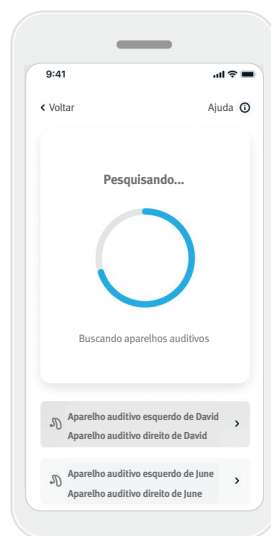 9:41
Voltar
Ajuda
Pesquisando...
Buscando aparelhos auditivos
Aparelho auditivo esquerdo de David
Aparelho auditivo direito de David
Aparelho auditivo esquerdo de June
Aparelho auditivo direito de June